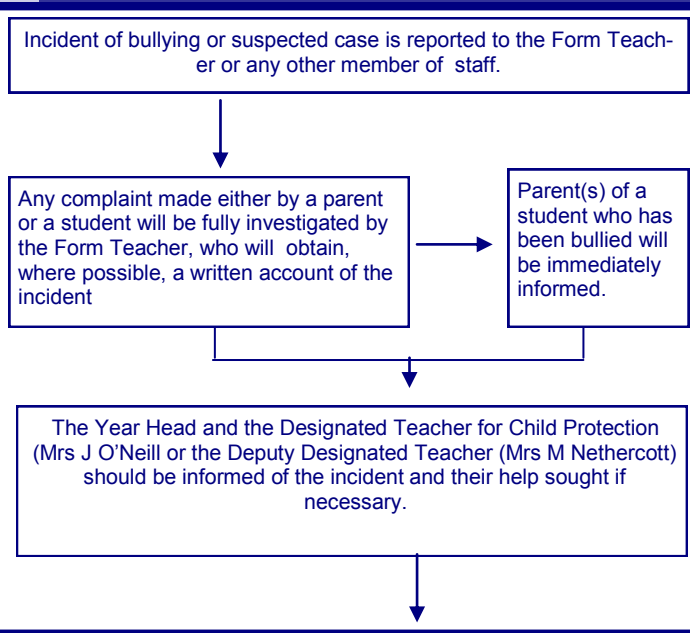 Incident of bullying or suspected case is reported to the Form Teach-
er or any other member of staff.
Any complaint made either by a parent
or a student will be fully investigated by
the Form Teacher, who will obtain,
where possible, a written account of the
incident
Parent(s) of a
student who has
been bullied will
be immediately
informed.
The Year Head and the Designated Teacher for Child Protection
(Mrs J O’Neill or the Deputy Designated Teacher (Mrs M Nethercott)
should be informed of the incident and their help sought if
necessary.